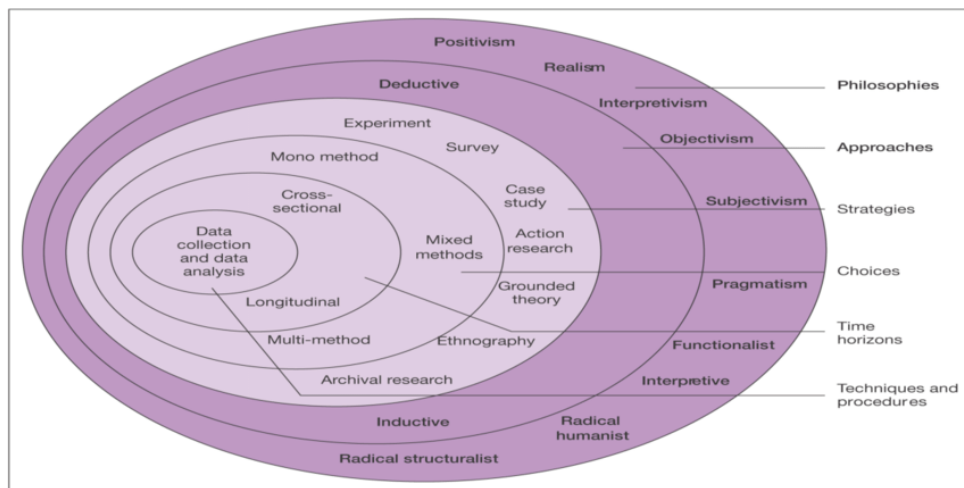 Positivism
Realism
Deductive
Philosophies
Interpretivism
Experiment
Objectivism
Survey
Approaches
Mono method
Cross-
sectional
Case
study
Subjectivism
Strategies
Data
collection
and data
analysis
Mixed
methods
Action
research
Choices
Grounded
theory
Pragmatism
Longitudinal
Time
horizons
Multi-method
Ethnography
Functionalist
Archival research
Interpretive
Techniques and
procedures
Inductive
Radical
humanist
Radical structuralist